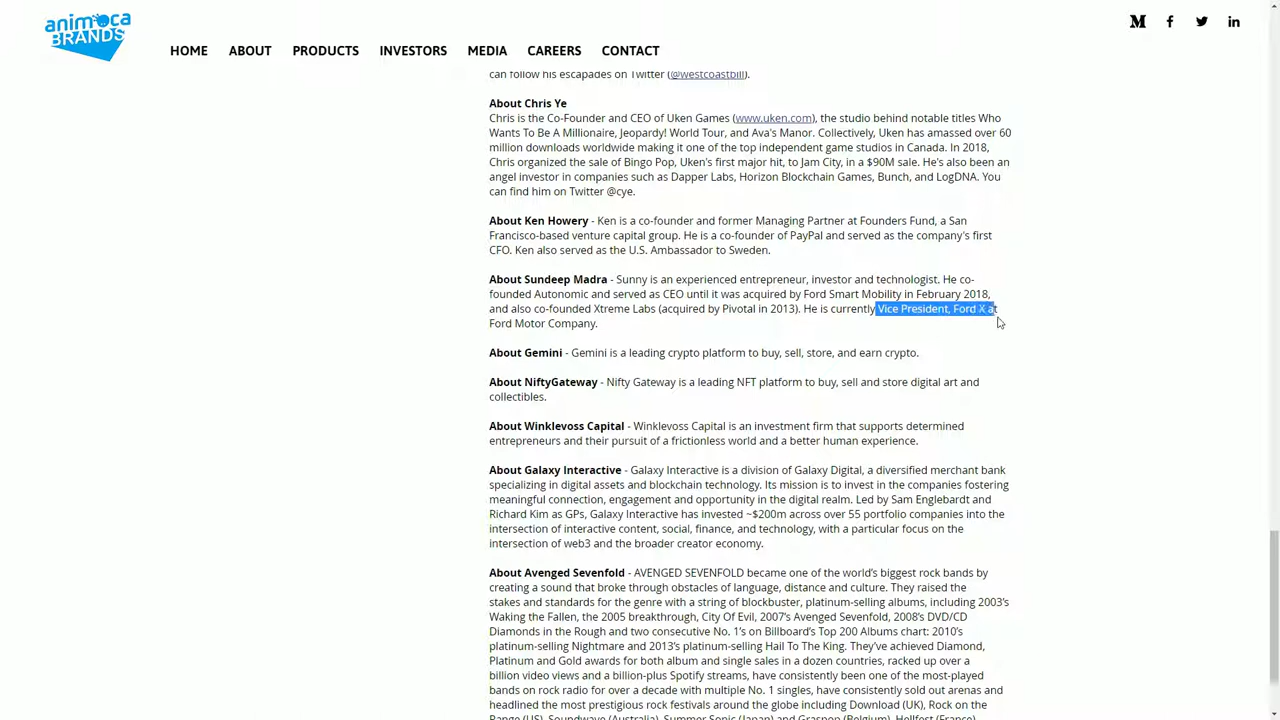 animoca
BRANDS
HOME ABOUT PRODUCTS INVESTORS MEDIA CAREERS CONTACT
can follow his escapades on Twitter (@westcoastbill).
About Chris Ye
Chris is the Co-Founder and CEO of Uken Games (www.uken.com), the studio behind notable titles Who
Wants To Be A Millionaire, Jeopardy! World Tour, and Ava's Manor. Collectively, Uken has amassed over 60
million downloads worldwide making it one of the top independent game studios in Canada. In 2018,
Chris organized the sale of Bingo Pop, Uken's first major hit, to Jam City, in a $90M sale. He's also been an
angel investor in companies such as Dapper Labs, Horizon Blockchain Games, Bunch, and LogDNA. You
can find him on Twitter @cye.
About Ken Howery - Ken is a co-founder and former Managing Partner at Founders Fund, a San
Francisco-based venture capital group. He is a co-founder of PayPal and served as the company's first
CFO. Ken also served as the U.S. Ambassador to Sweden.
About Sundeep Madra - Sunny is an experienced entrepreneur, investor and technologist. He co-
founded Autonomic and served as CEO until it was acquired by Ford Smart Mobility in February 2018,
and also co-founded Xtreme Labs (acquired by Pivotal in 2013). He is currently Vice President, Ford X at
Ford Motor Company.
About Gemini - Gemini is a leading crypto platform to buy, sell, store, and earn crypto.
About NiftyGateway - Nifty Gateway is a leading NFT platform to buy, sell and store digital art and
collectibles.
About Winklevoss Capital - Winklevoss Capital is an investment firm that supports determined
entrepreneurs and their pursuit of a frictionless world and a better human experience.
About Galaxy Interactive - Galaxy Interactive is a division of Galaxy Digital, a diversified merchant bank
specializing in digital assets and blockchain technology. Its mission is to invest in the companies fostering
meaningful connection, engagement and opportunity in the digital realm. Led by Sam Englebardt and
Richard Kim as GPs, Galaxy Interactive has invested ~$200m across over 55 portfolio companies into the
intersection of interactive content, social, finance, and technology, with a particular focus on the
intersection of web3 and the broader creator economy.
About Avenged Sevenfold - AVENGED SEVENFOLD became one of the world's biggest rock bands by
creating a sound that broke through obstacles of language, distance and culture. They raised the
stakes and standards for the genre with a string of blockbuster, platinum-selling albums, including 2003's
Waking the Fallen, the 2005 breakthrough, City Of Evil, 2007's Avenged Sevenfold, 2008's DVD/CD
Diamonds in the Rough and two consecutive No. 1's on Billboard's Top 200 Albums chart: 2010's
platinum-selling Nightmare and 2013's platinum-selling Hail To The King. They've achieved Diamond,
Platinum and Gold awards for both album and single sales in a dozen countries, racked up over a
billion video views and a billion-plus Spotify streams, have consistently been one of the most-played
bands on rock radio for over a decade with multiple No. 1 singles, have consistently sold out arenas and
headlined the most prestigious rock festivals around the globe including Download (UK), Rock on the
Range (US), Soundwave (Australia), Summer Sonic (Japan) and Graspop (Belgium), Hellfest (France)